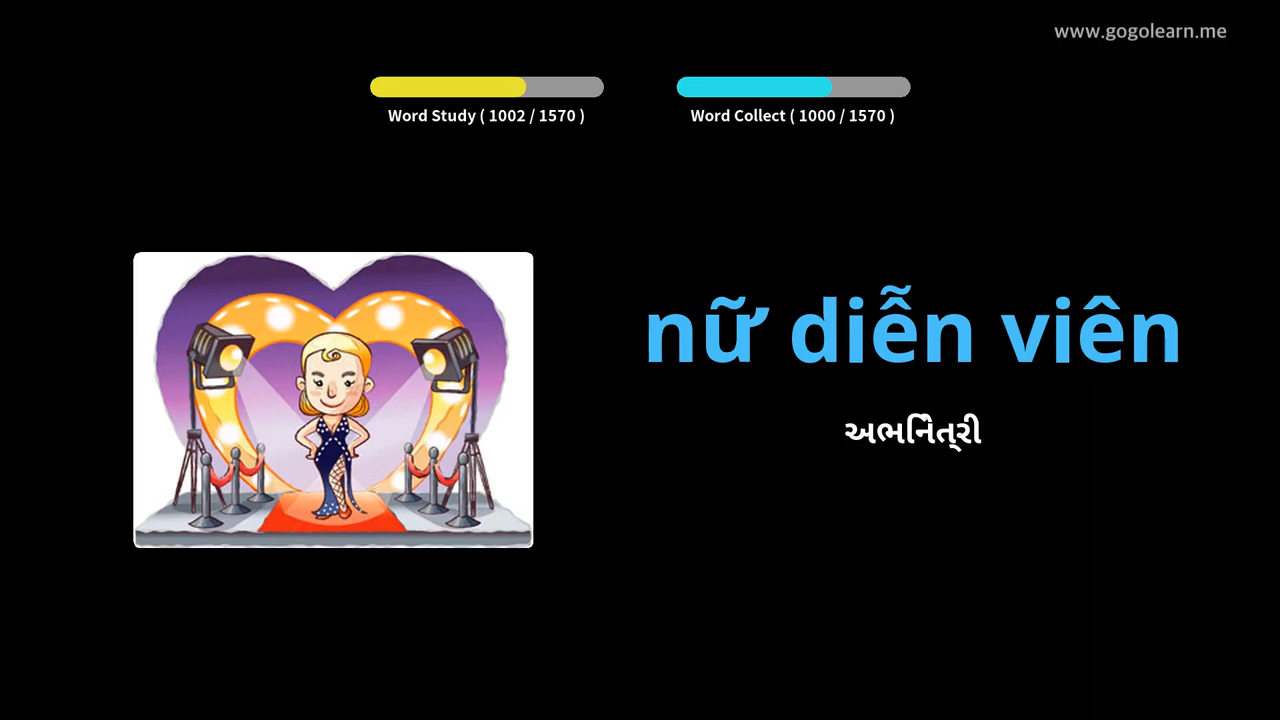 www.gogolearn.me
Word Study ( 1002 / 1570 )
Word Collect ( 1000 / 1570 )
nữ diễn viên
અભિનેત્રી